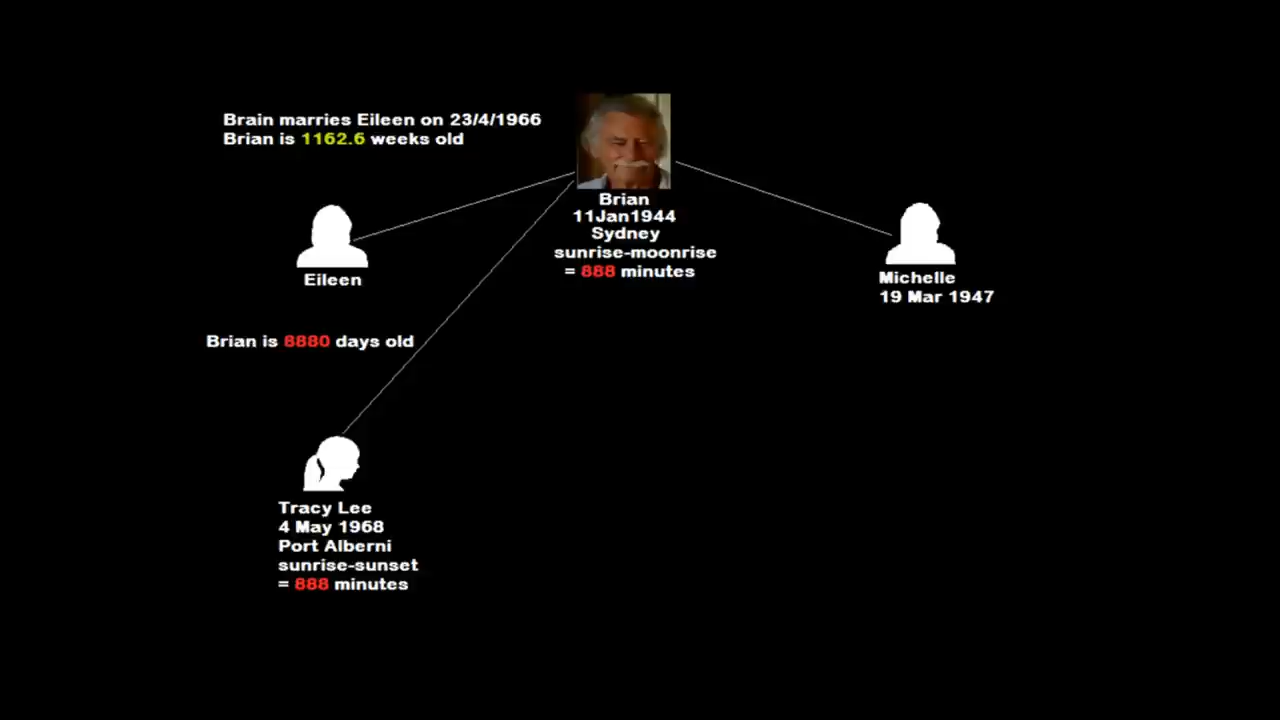 Brain marries Eileen on 23/4/1966
Brian is 1162.6 weeks old
Brian
11Jan1944
Sydney
sunrise-moonrise
= 888 minutes
Eileen
Michelle
19 Mar 1947
Brian is 8880 days old
Tracy Lee
4 May 1968
Port Alberni
sunrise-sunset
= 888 minutes